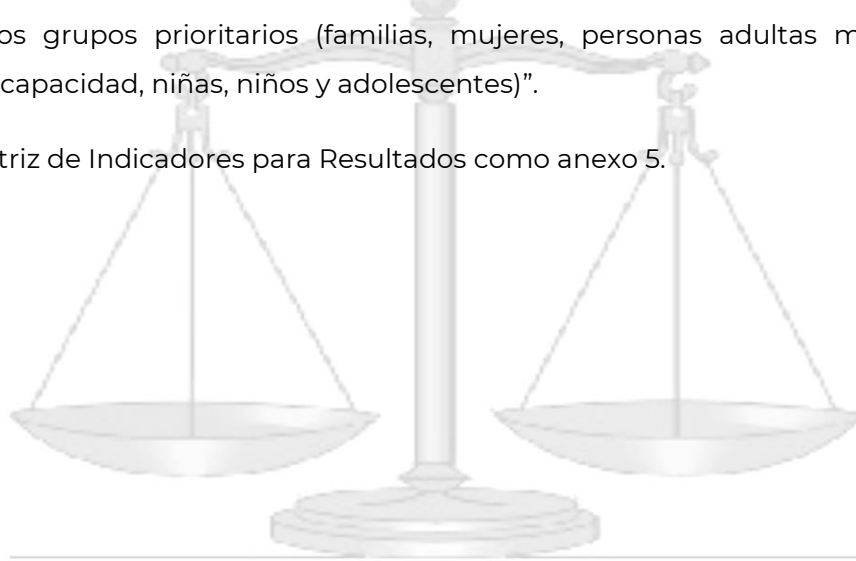 os grupos prioritarios (familias, mujeres, personas adultas m
capacidad, niñas, niños y adolescentes)”.
triz de Indicadores para Resultados como anexo 5.